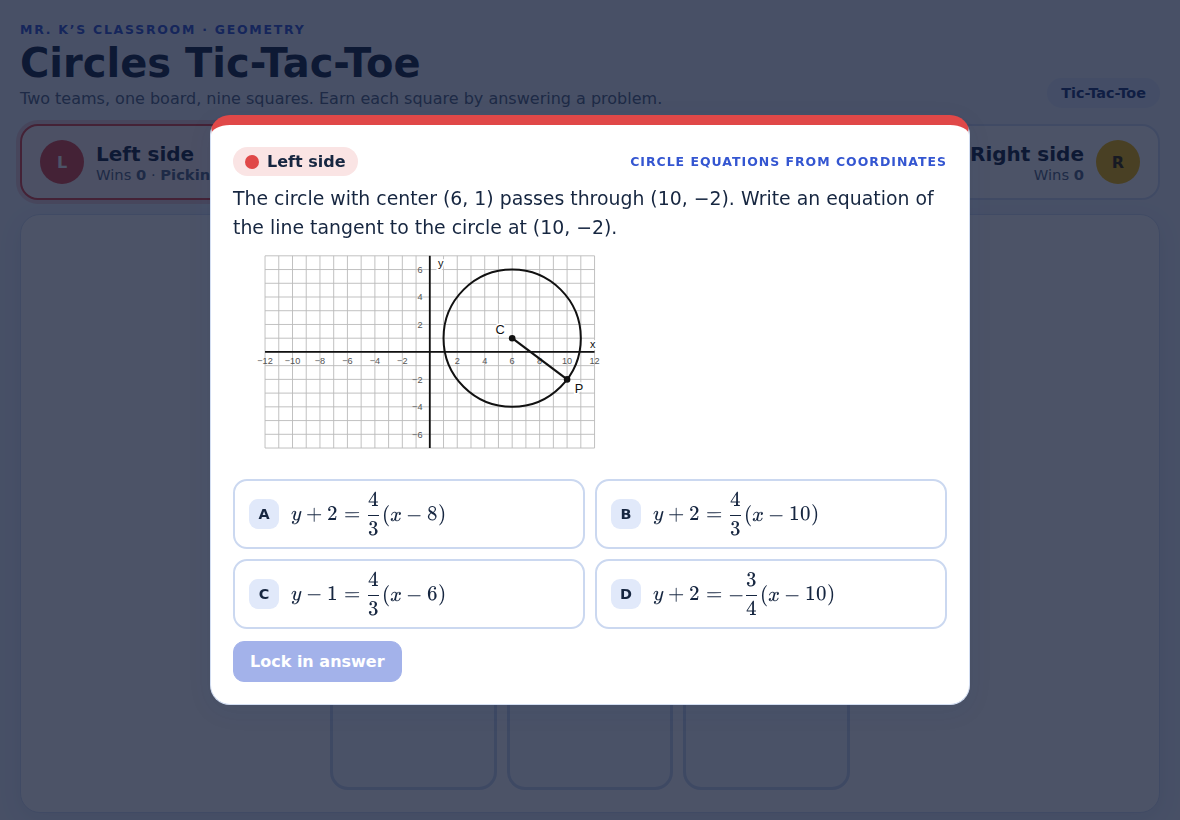 MR. K'S CLASSROOM · GEOMETRY
Circles Tic-Tac-Toe
Two teams, one board, nine squares. Earn each square by answering a problem.
Tic-Tac-Toe
L
Left side
Wins 0 · Pickin
Right side
Wins 0
R
Left side
CIRCLE EQUATIONS FROM COORDINATES
The circle with center (6, 1) passes through (10, −2). Write an equation of
the line tangent to the circle at (10, −2).
y
6
4
2
C
x
−12 −10 −8 −6 −4 −2 2 4 6 8 10 12
−2
P
−4
−6
A y + 2 = 4/3(x − 8)
B y + 2 = 4/3(x − 10)
C y − 1 = 4/3(x − 6)
D y + 2 = −3/4(x − 10)
Lock in answer